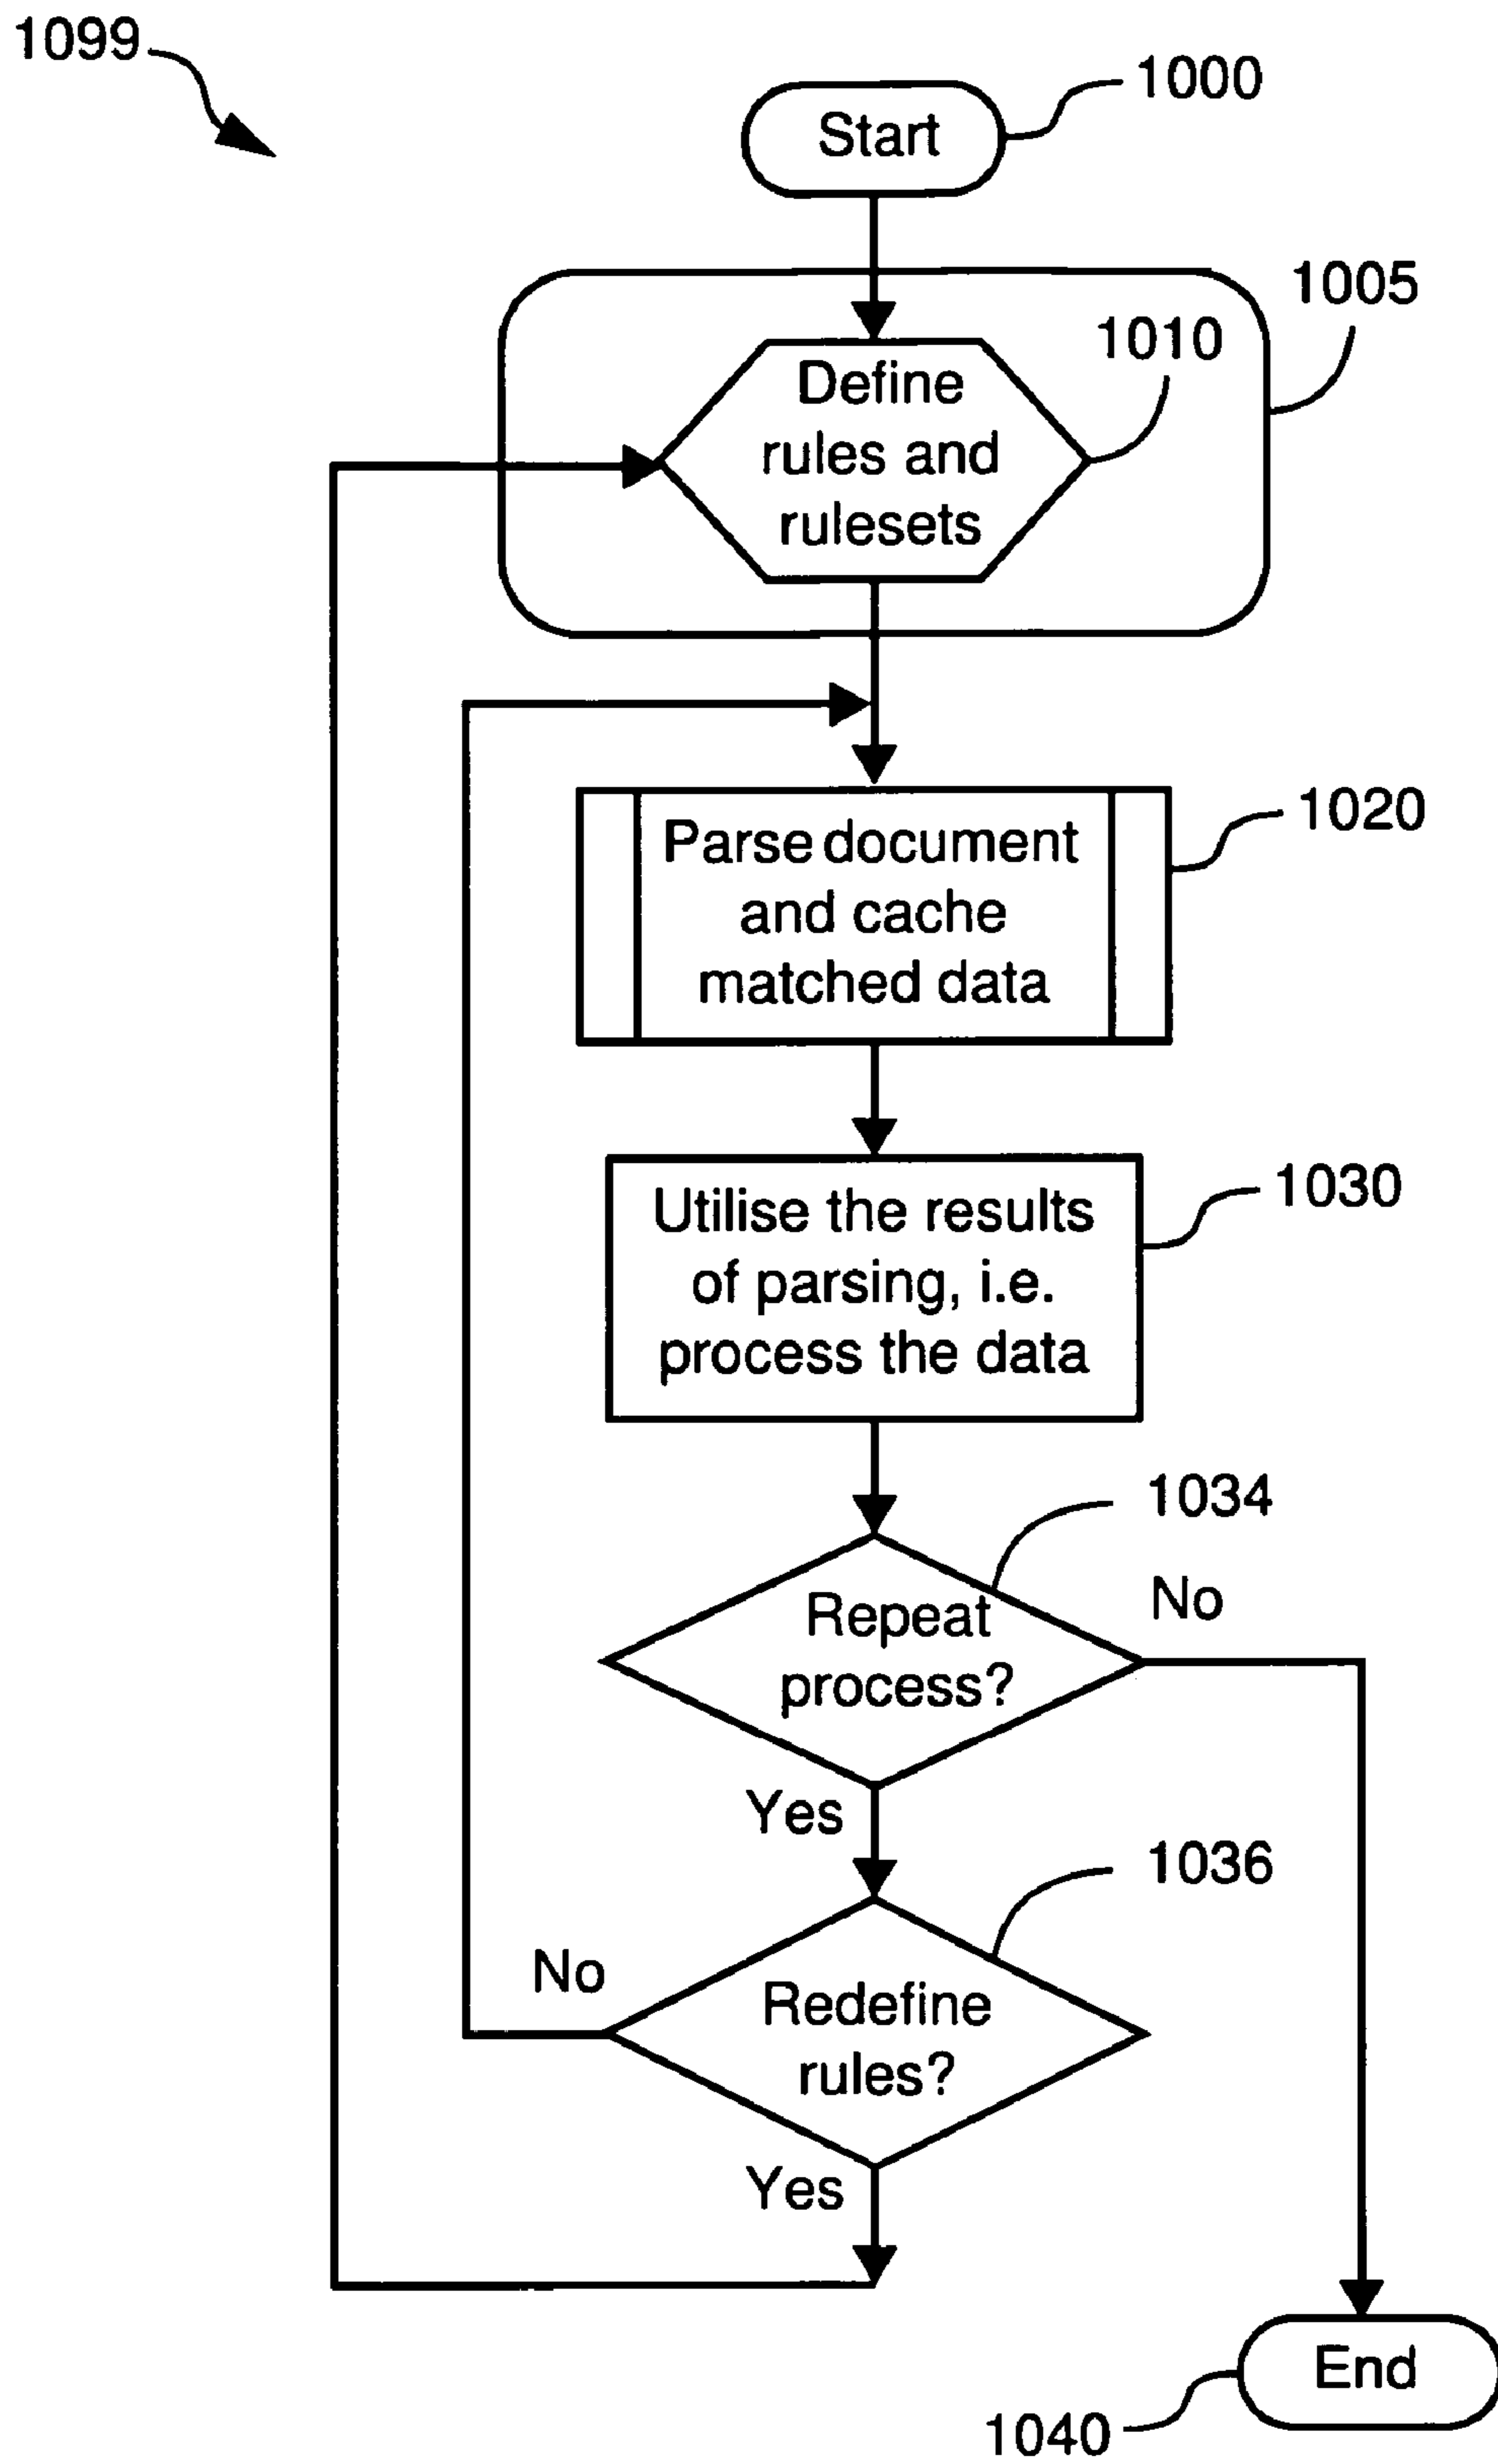 1099
1000
Start
1005
1010
Define
rules and
rulesets
1020
Parse document
and cache
matched data
1030
Utilise the results
of parsing, i.e.
process the data
1034
Repeat
process?
No
Yes
1036
No
Redefine
rules?
Yes
End
1040